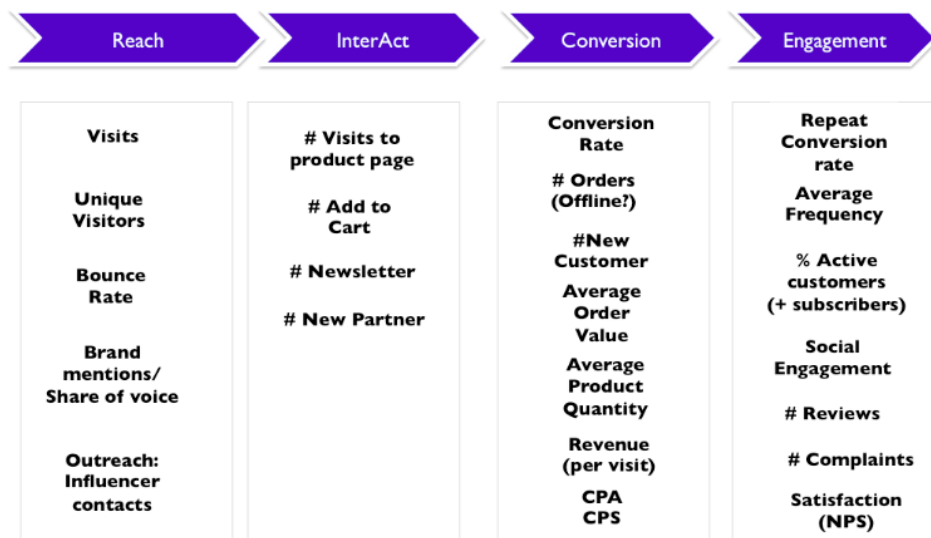 Reach
InterAct
Conversion
Engagement
Visits
Unique
Visitors
Bounce
Rate
Brand
mentions/
Share of voice
Outreach:
Influencer
contacts
# Visits to
product page
# Add to
Cart
# Newsletter
# New Partner
Conversion
Rate
# Orders
(Offline?)
#New
Customer
Average
Order
Value
Average
Product
Quantity
Revenue
(per visit)
CPA
CPS
Repeat
Conversion
rate
Average
Frequency
% Active
customers
(+ subscribers)
Social
Engagement
# Reviews
# Complaints
Satisfaction
(NPS)